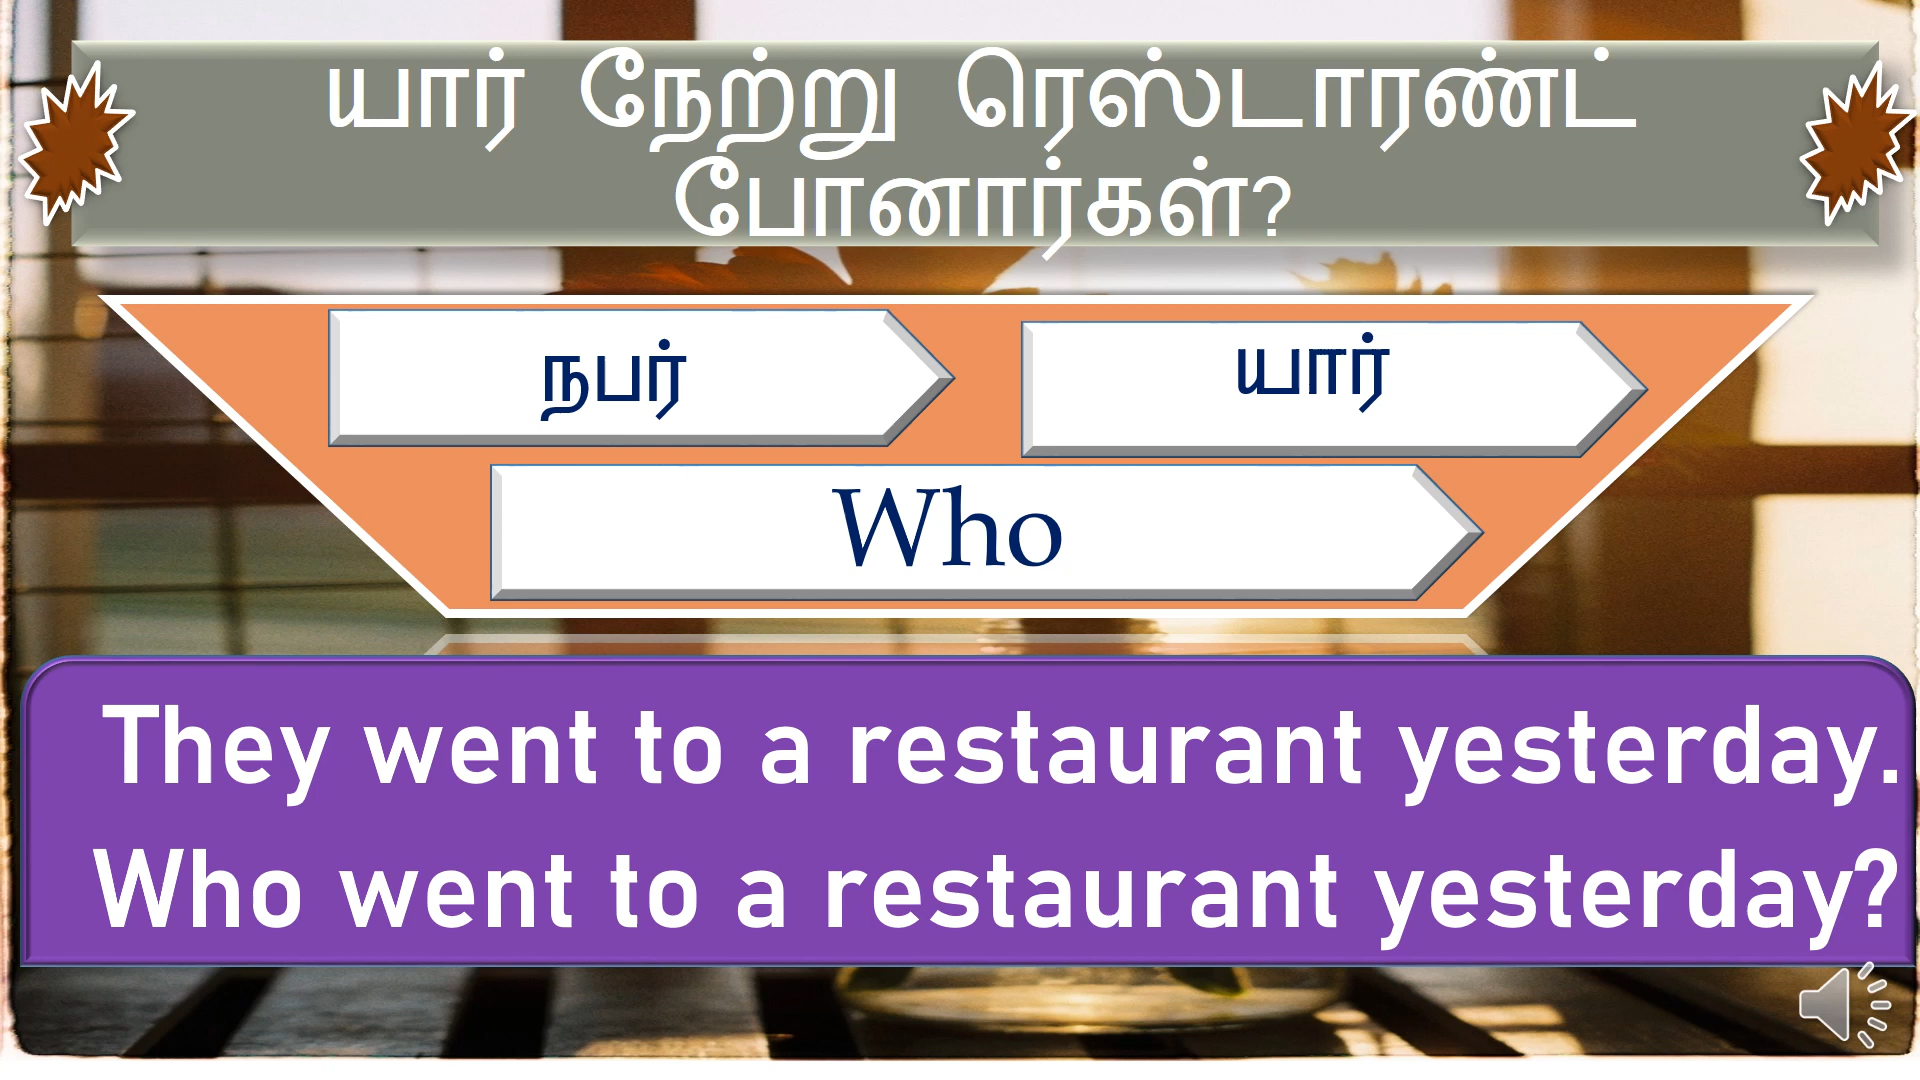 யார் நேற்று ரெஸ்டாரண்ட்
போனார்கள்?
நபர்
யார்
Who
They went to a restaurant yesterday.
Who went to a restaurant yesterday?